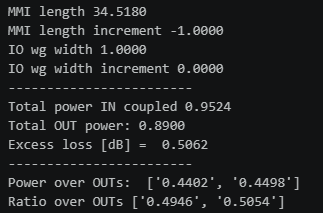 MMI length 34.5180
MMI length increment -1.0000
IO wg width 1.0000
IO wg width increment 0.0000
-------------------------
Total power IN coupled 0.9524
Total OUT power: 0.8900
Excess loss [dB] =  0.5062
-------------------------
Power over OUTs:  ['0.4402', '0.4498']
Ratio over OUTs ['0.4946', '0.5054']